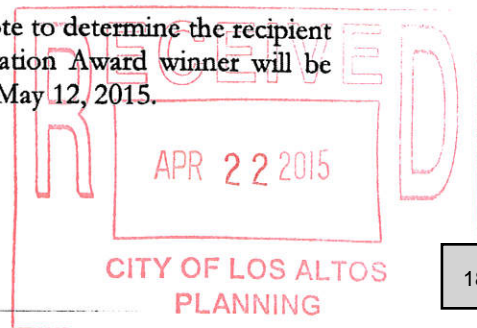 ote to determine the recipient
ation Award winner will be
May 12, 2015.
RECEIVED
APR 22 2015
CITY OF LOS ALTOS
PLANNING
18